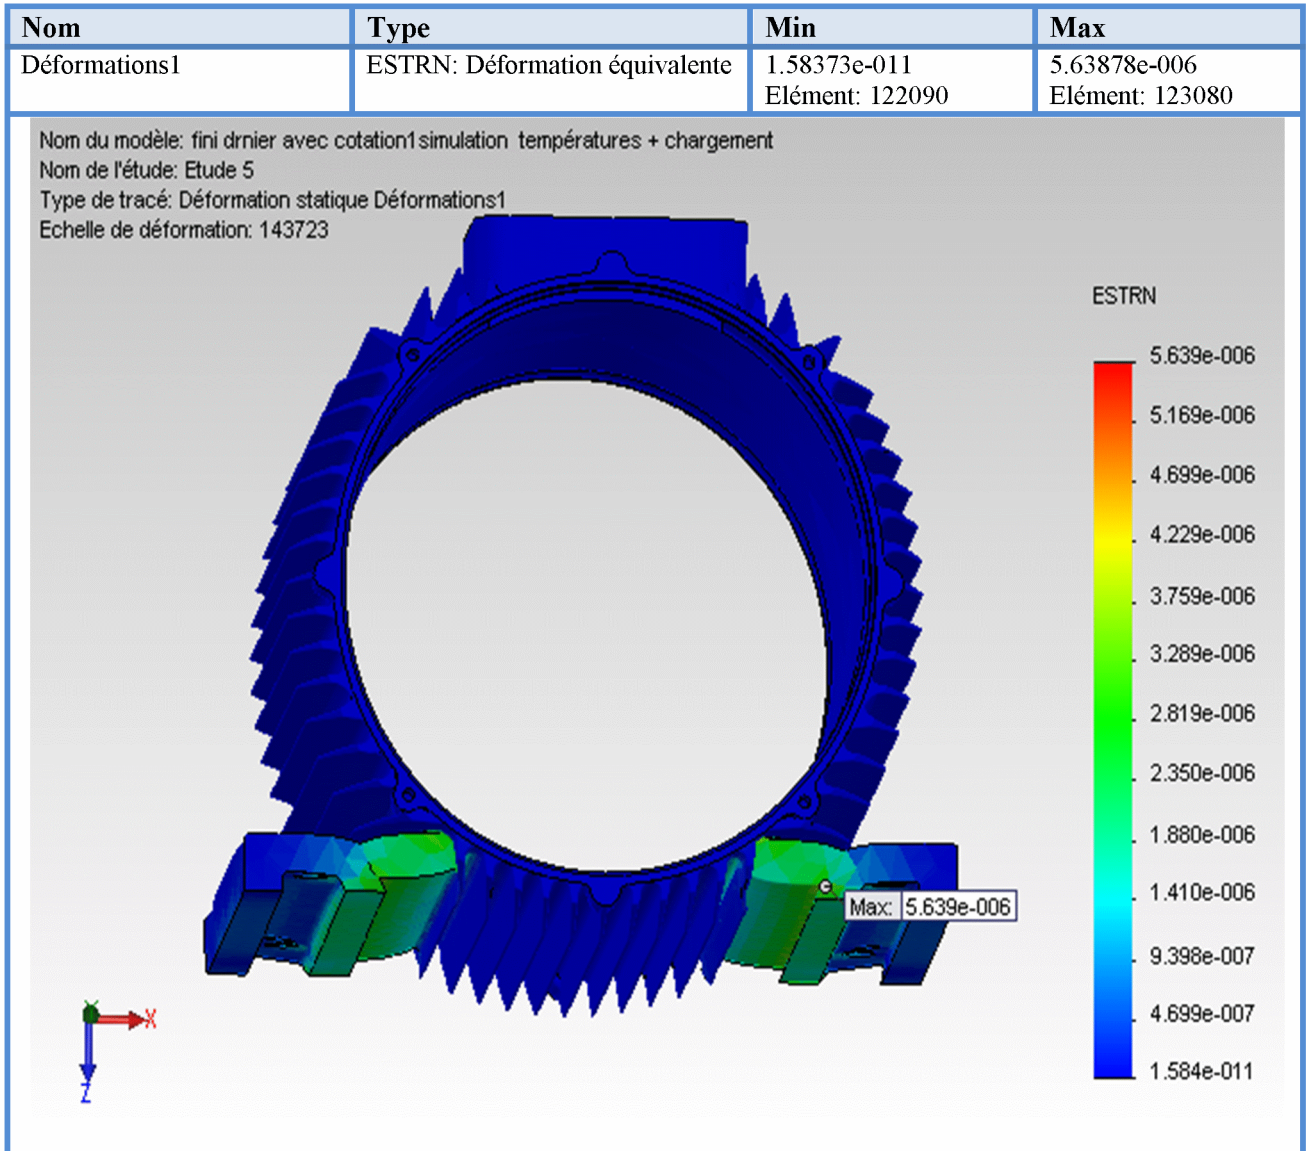 Nom Type Min Max
Déformations1 ESTRN: Déformation équivalente 1.58373e-011 5.63878e-006
Elément: 122090 Elément: 123080
Nom du modèle: fini drnier avec cotation1simulation températures + chargement
Nom de l'étude: Etude 5
Type de tracé: Déformation statique Déformations1
Echelle de déformation: 143723
ESTRN
5.639e-006
5.169e-006
4.699e-006
4.229e-006
3.759e-006
3.289e-006
2.819e-006
2.350e-006
1.880e-006
1.410e-006
9.398e-007
4.699e-007
1.584e-011
Max: 5.639e-006
Y
X
Z